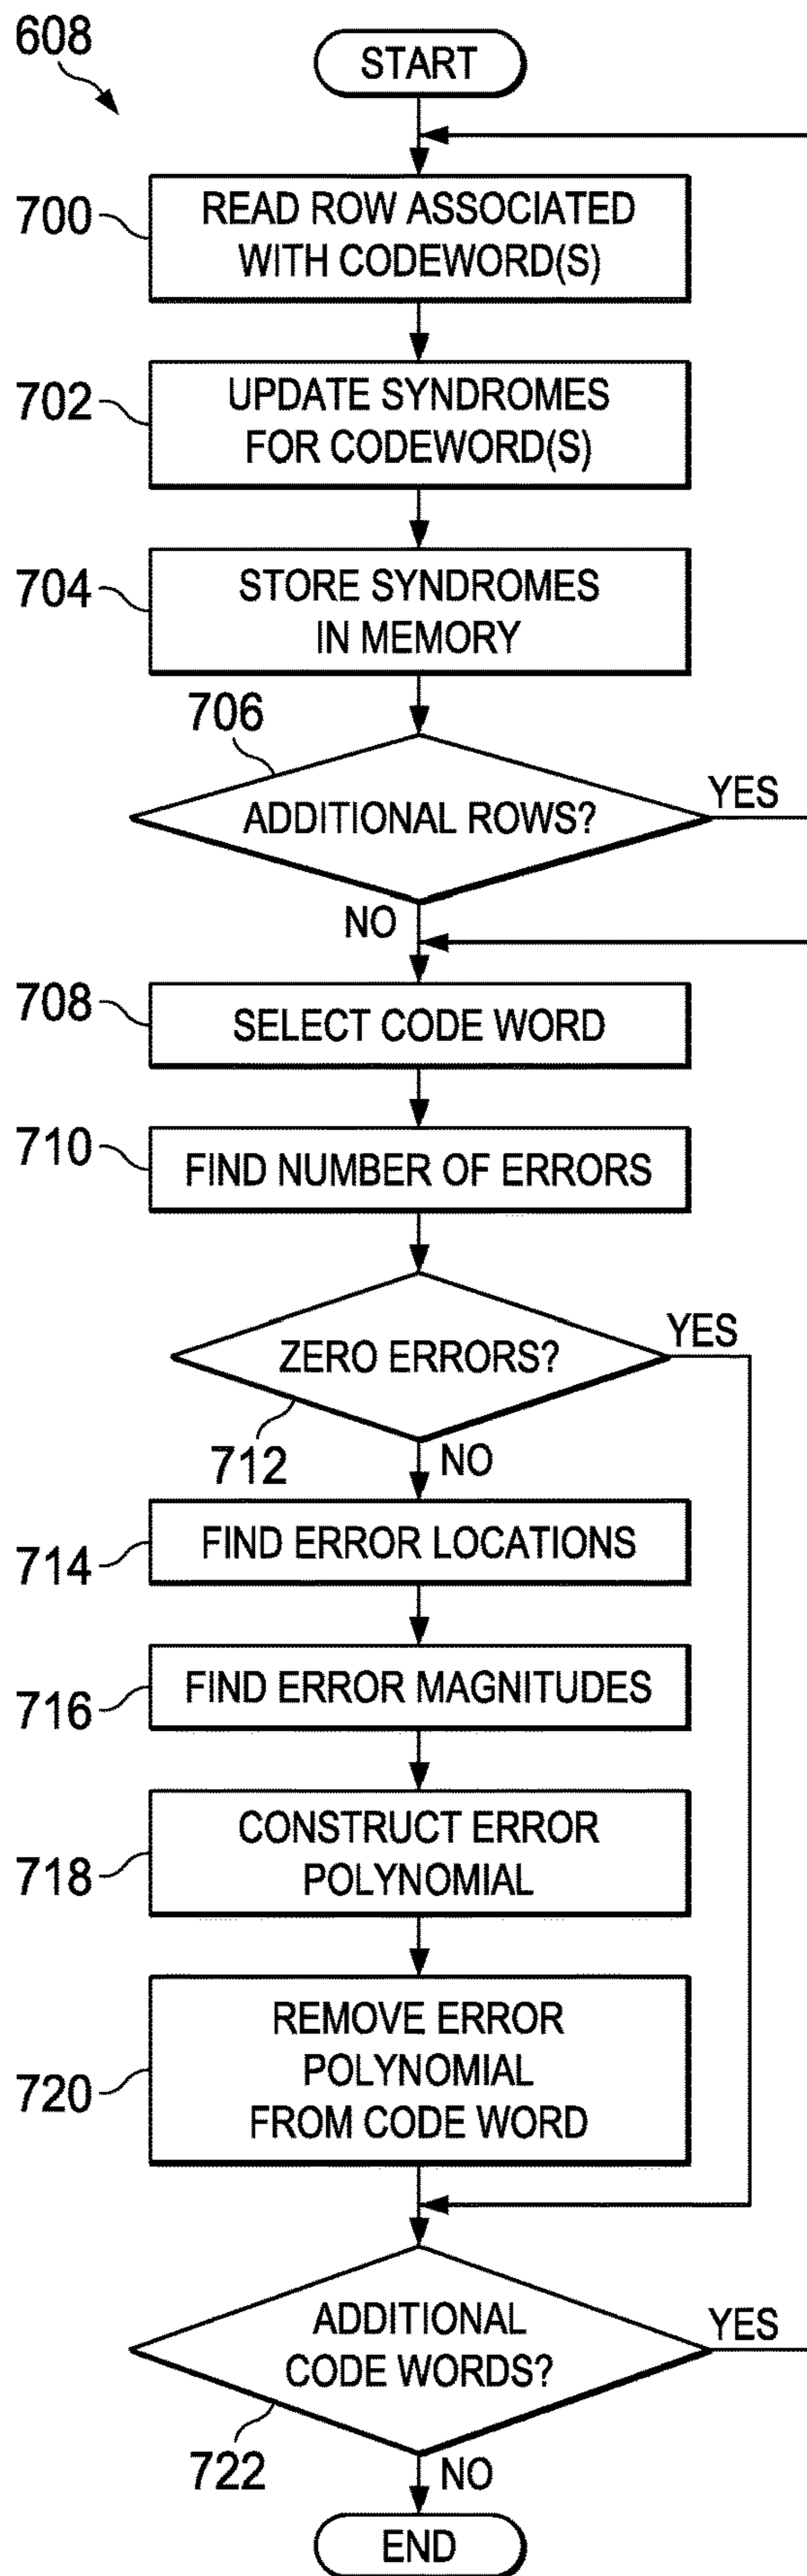 608
START
700
READ ROW ASSOCIATED
WITH CODEWORD(S)
702
UPDATE SYNDROMES
FOR CODEWORD(S)
704
STORE SYNDROMES
IN MEMORY
706
ADDITIONAL ROWS?
YES
NO
708
SELECT CODE WORD
710
FIND NUMBER OF ERRORS
ZERO ERRORS?
YES
712
NO
714
FIND ERROR LOCATIONS
716
FIND ERROR MAGNITUDES
718
CONSTRUCT ERROR
POLYNOMIAL
720
REMOVE ERROR
POLYNOMIAL
FROM CODE WORD
ADDITIONAL
CODE WORDS?
YES
722
NO
END